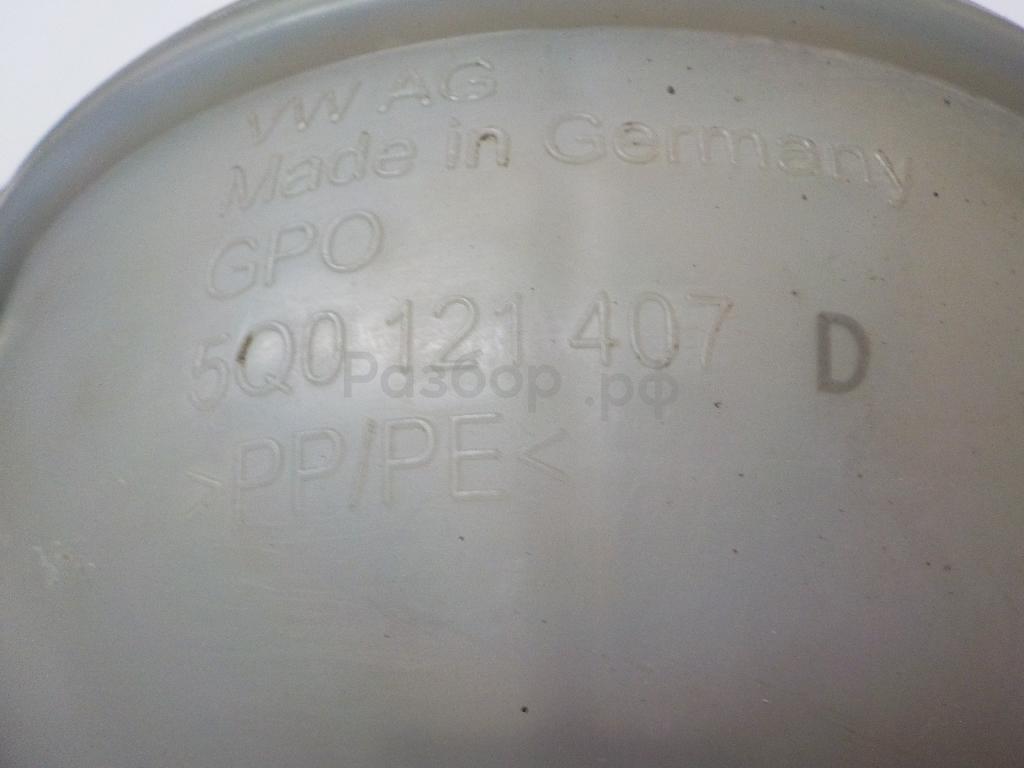 VW AG
Made in Germany
GPO
5Q0 121 407 D
Разбор.рф
>PP/PE<